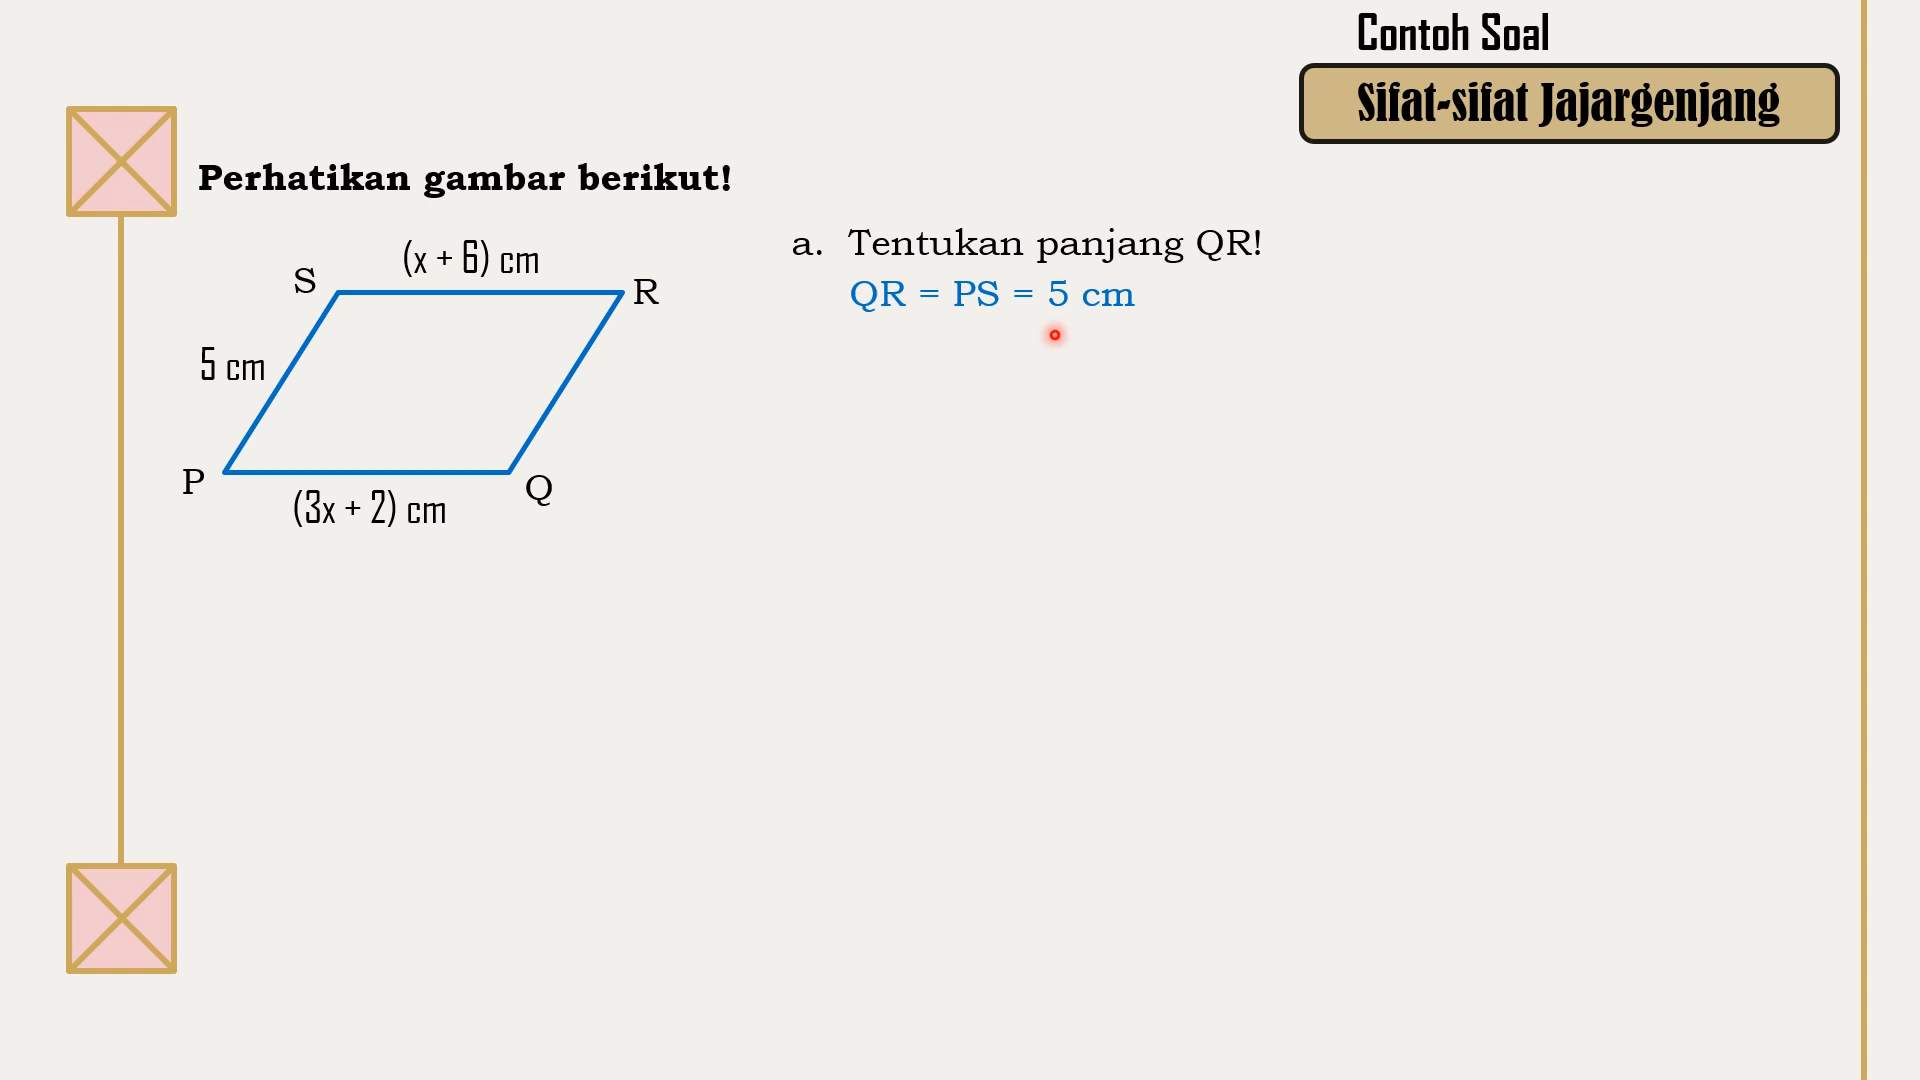 Contoh Soal
Sifat-sifat Jajargenjang
Perhatikan gambar berikut!
(x + 6) cm
S
R
5 cm
P
Q
(3x + 2) cm
a. Tentukan panjang QR!
QR = PS = 5 cm